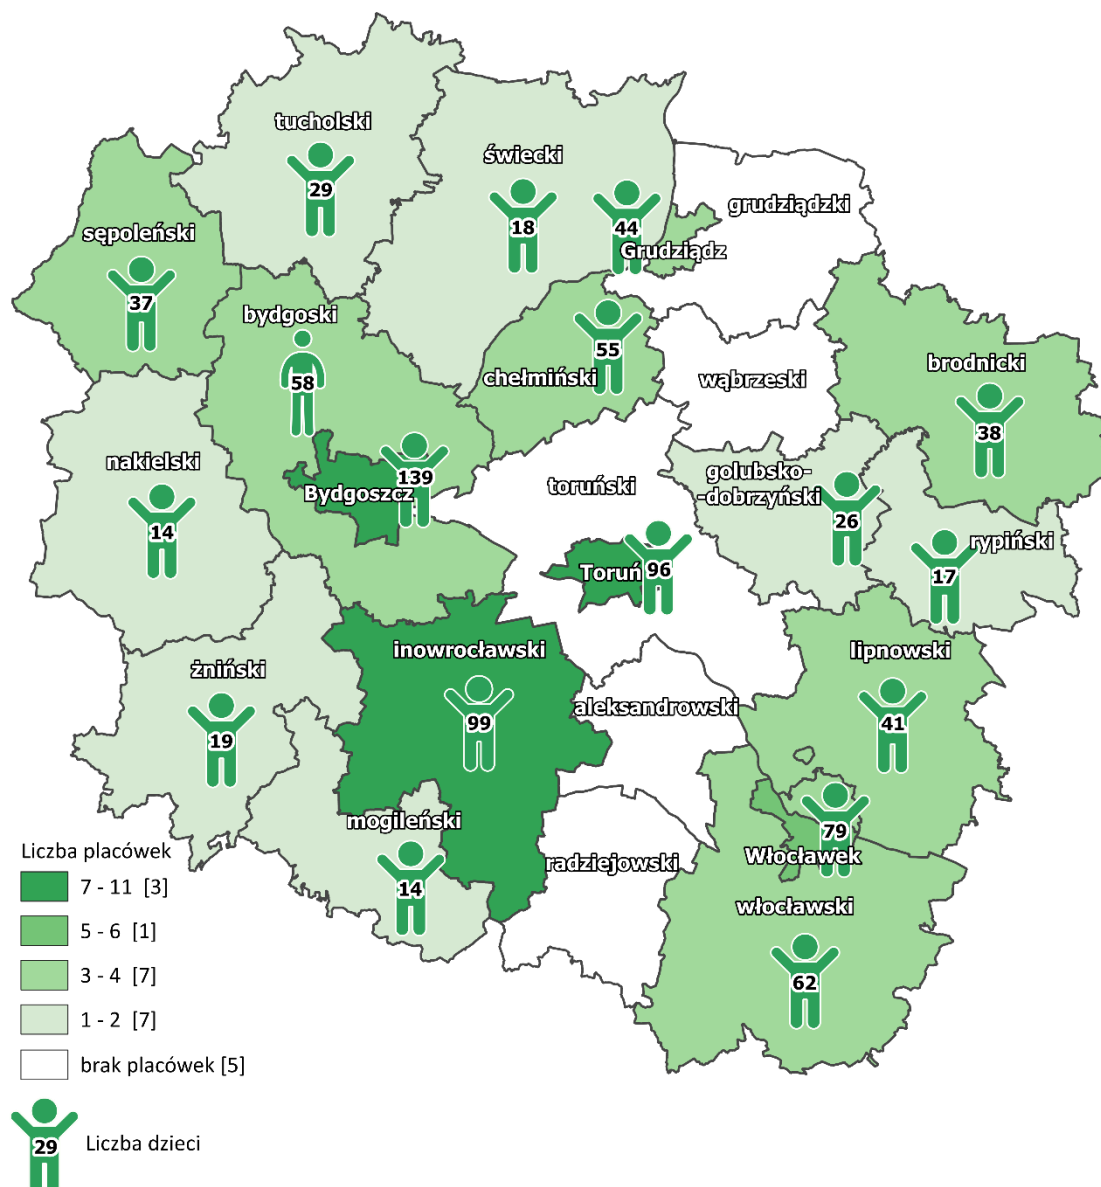 tucholski
29
święcki
18
44
grudziądzki
Grudziądz
sępoleński
37
bydgoski
58
chełmiński
55
wąbrzeski
brodnicki
38
nakielski
14
Bydgoszcz
139
toruński
golubsko-
-dobrzyński
26
rypiński
17
Toruń
96
inowrocławski
99
lipnowski
41
żniński
19
aleksandrowski
mogileński
14
radziejowski
79
Włocławek
włocławski
62
Liczba placówek
7 - 11 [3]
5 - 6 [1]
3 - 4 [7]
1 - 2 [7]
brak placówek [5]
29
Liczba dzieci